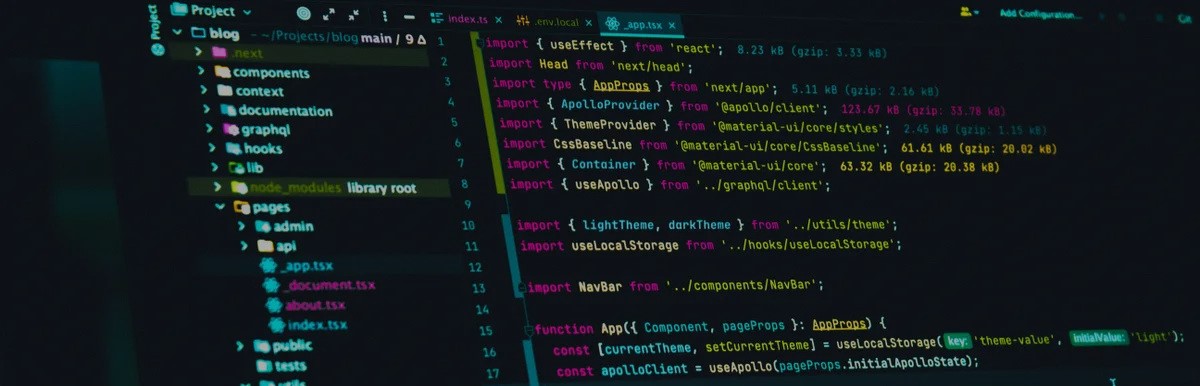 Project
Project
index.ts
.env.local
_app.tsx
Add Configuration...
Git
blog ~/Projects/blog main / 9 Δ
.next
components
context
documentation
graphql
hooks
lib
node_modules library root
pages
admin
api
_app.tsx
_document.tsx
about.tsx
index.tsx
public
tests
utils
1 import { useEffect } from 'react'; 8.23 kB (gzip: 3.33 kB)
2 import Head from 'next/head';
3 import type { AppProps } from 'next/app'; 5.11 kB (gzip: 2.16 kB)
4 import { ApolloProvider } from '@apollo/client'; 123.67 kB (gzip: 33.78 kB)
5 import { ThemeProvider } from '@material-ui/core/styles'; 2.45 kB (gzip: 1.15 kB)
6 import CssBaseline from '@material-ui/core/CssBaseline'; 61.61 kB (gzip: 20.02 kB)
7 import { Container } from '@material-ui/core'; 63.32 kB (gzip: 20.38 kB)
8 import { useApollo } from '../graphql/client';
9
10 import { lightTheme, darkTheme } from '../utils/theme';
11 import useLocalStorage from '../hooks/useLocalStorage';
12
13 import NavBar from '../components/NavBar';
14
15 function App({ Component, pageProps }: AppProps) {
16 const [currentTheme, setCurrentTheme] = useLocalStorage( key: 'theme-value', initialValue: 'light');
17 const apolloClient = useApollo(pageProps.initialApolloState);